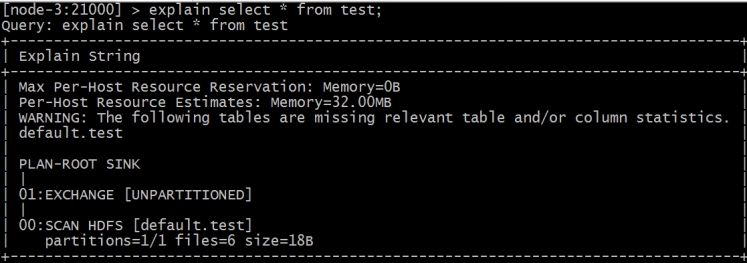 [node-3:21000] > explain select * from test;
Query: explain select * from test
+------------------------------------------------------------------------------------+
| Explain String                                                                     |
+------------------------------------------------------------------------------------+
| Max Per-Host Resource Reservation: Memory=0B                                       |
| Per-Host Resource Estimates: Memory=32.00MB                                        |
| WARNING: The following tables are missing relevant table and/or column statistics. |
| default.test                                                                       |
|                                                                                    |
| PLAN-ROOT SINK                                                                     |
| |                                                                                  |
| 01:EXCHANGE [UNPARTITIONED]                                                        |
| |                                                                                  |
| 00:SCAN HDFS [default.test]                                                        |
|    partitions=1/1 files=6 size=18B                                                 |
+------------------------------------------------------------------------------------+